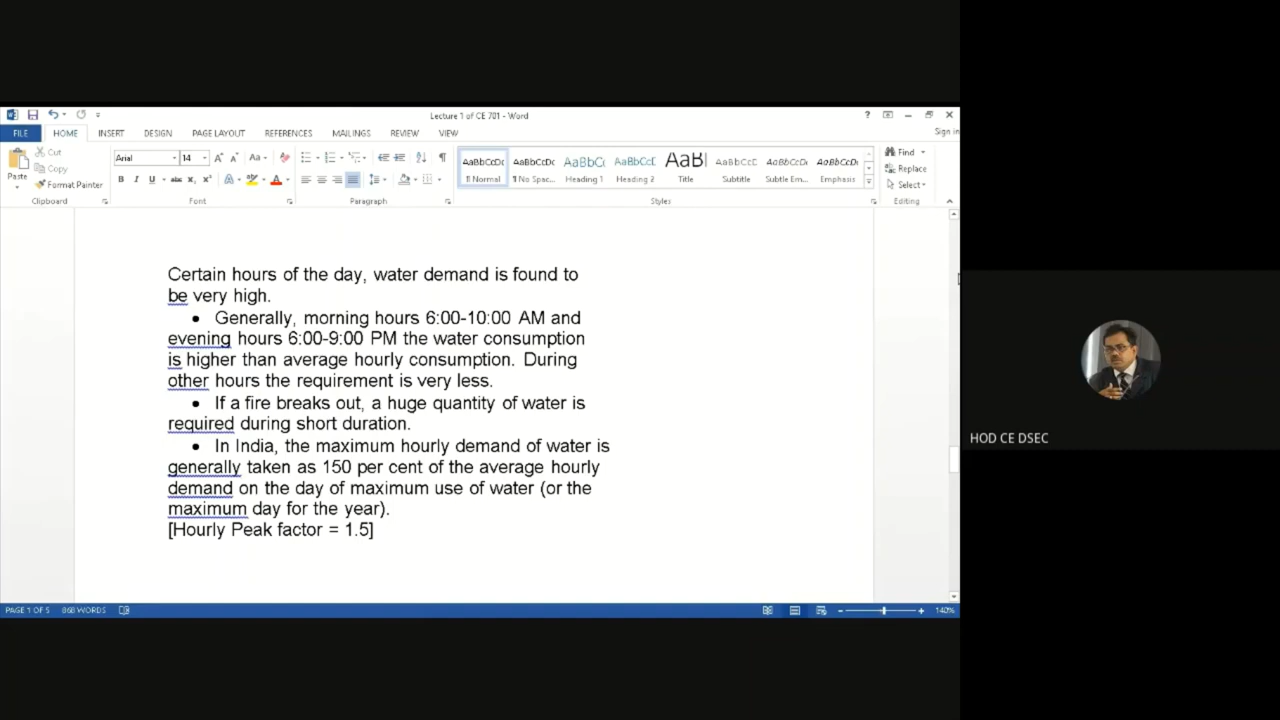 Lecture 1 of CE 701 - Word
Sign in
FILE HOME INSERT DESIGN PAGE LAYOUT REFERENCES MAILINGS REVIEW VIEW
Paste
Cut
Copy
Format Painter
Arial 14
AaBbCcDc AaBbCcDc AaBbC AaBbCcD AaB AaBbCcD AaBbCcDc AaBbCcDc
¶ Normal ¶ No Spac... Heading 1 Heading 2 Title Subtitle Subtle Em... Emphasis
Find
Replace
Select
Clipboard Font Paragraph Styles Editing
Certain hours of the day, water demand is found to
be very high.
• Generally, morning hours 6:00-10:00 AM and
evening hours 6:00-9:00 PM the water consumption
is higher than average hourly consumption. During
other hours the requirement is very less.
• If a fire breaks out, a huge quantity of water is
required during short duration.
• In India, the maximum hourly demand of water is
generally taken as 150 per cent of the average hourly
demand on the day of maximum use of water (or the
maximum day for the year).
[Hourly Peak factor = 1.5]
PAGE 1 OF 5 868 WORDS
140%
HOD CE DSEC